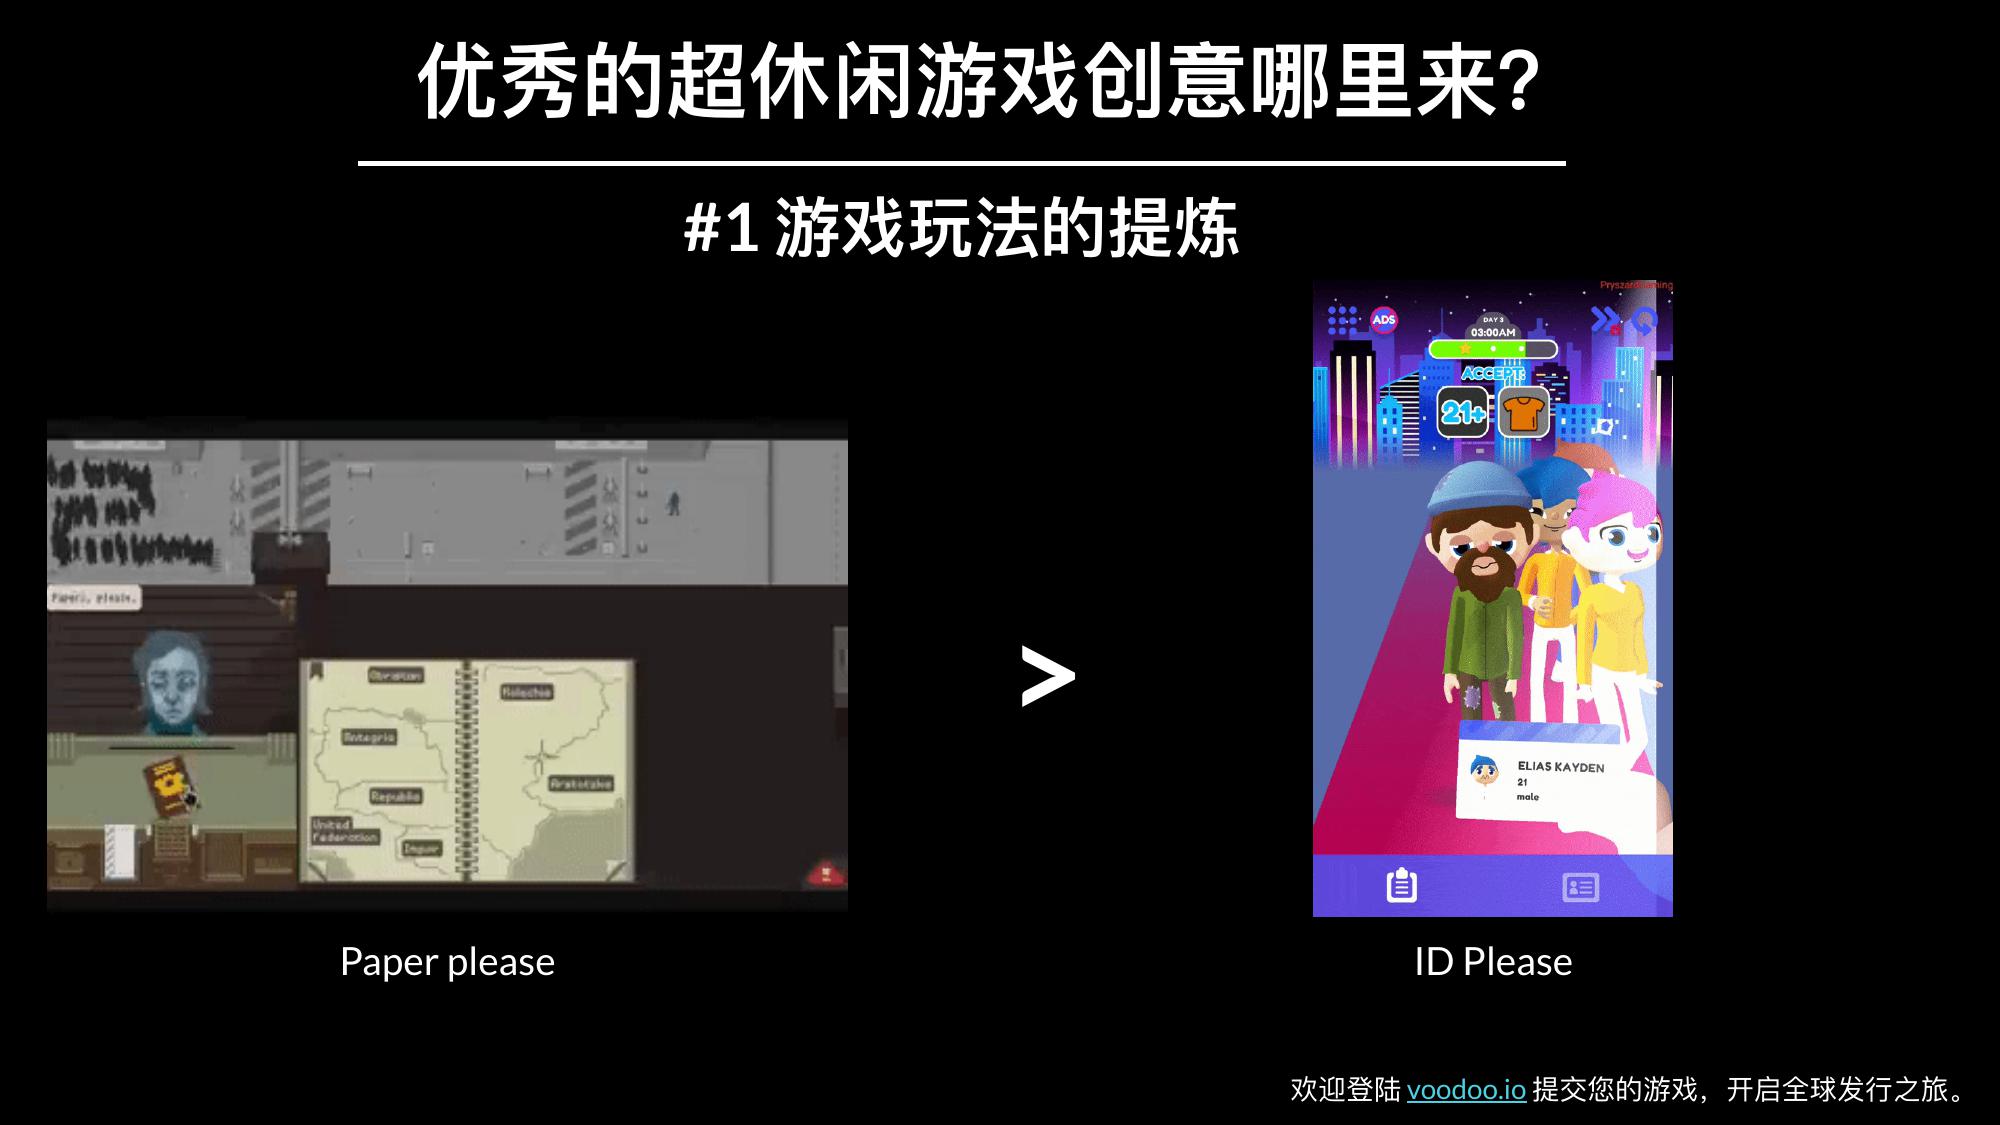 优秀的超休闲游戏创意哪里来?
#1 游戏玩法的提炼
Papers, please.
Obristan
Kolechia
Antegria
Arstotzka
Republia
United
Federation
Impor
>
ADS
DAY 3
03:00AM
ACCEPT:
21+
ELIAS KAYDEN
21
male
Paper please
ID Please
欢迎登陆 voodoo.io 提交您的游戏，开启全球发行之旅。